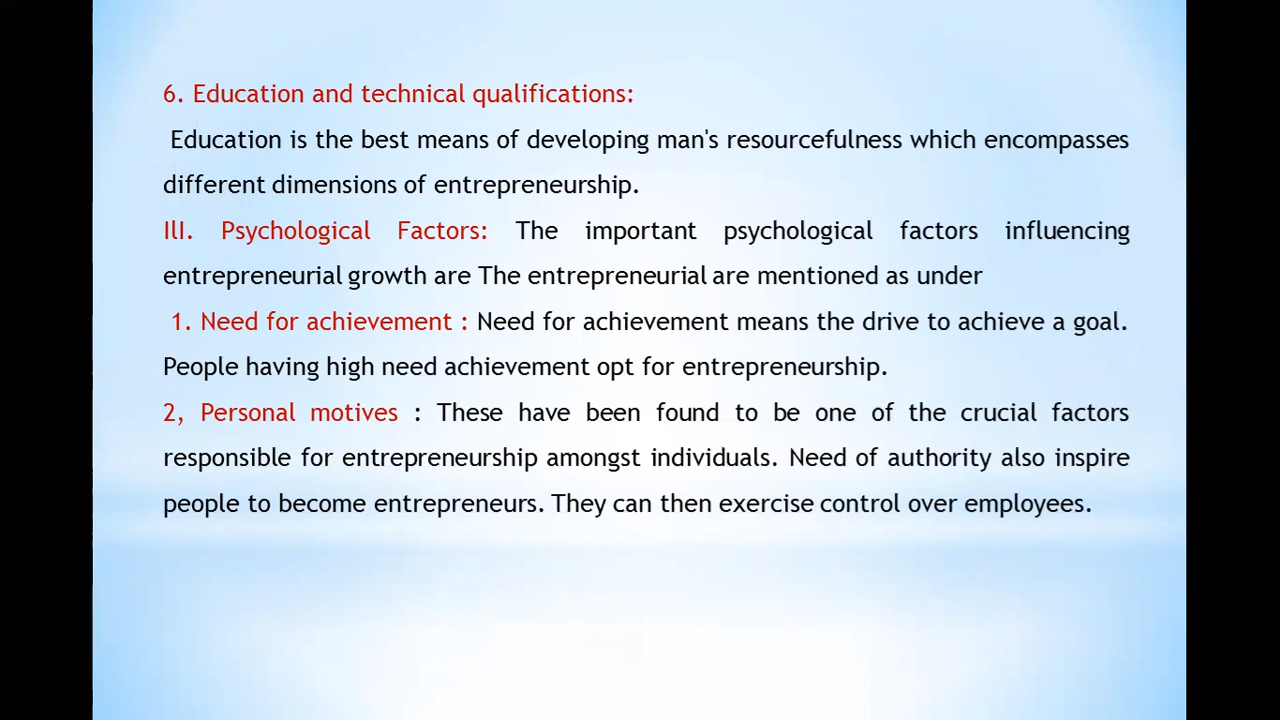 6. Education and technical qualifications:
Education is the best means of developing man's resourcefulness which encompasses
different dimensions of entrepreneurship.
IlI. Psychological Factors: The important psychological factors influencing
entrepreneurial growth are The entrepreneurial are mentioned as under
1. Need for achievement : Need for achievement means the drive to achieve a goal.
People having high need achievement opt for entrepreneurship.
2, Personal motives : These have been found to be one of the crucial factors
responsible for entrepreneurship amongst individuals. Need of authority also inspire
people to become entrepreneurs. They can then exercise control over employees.